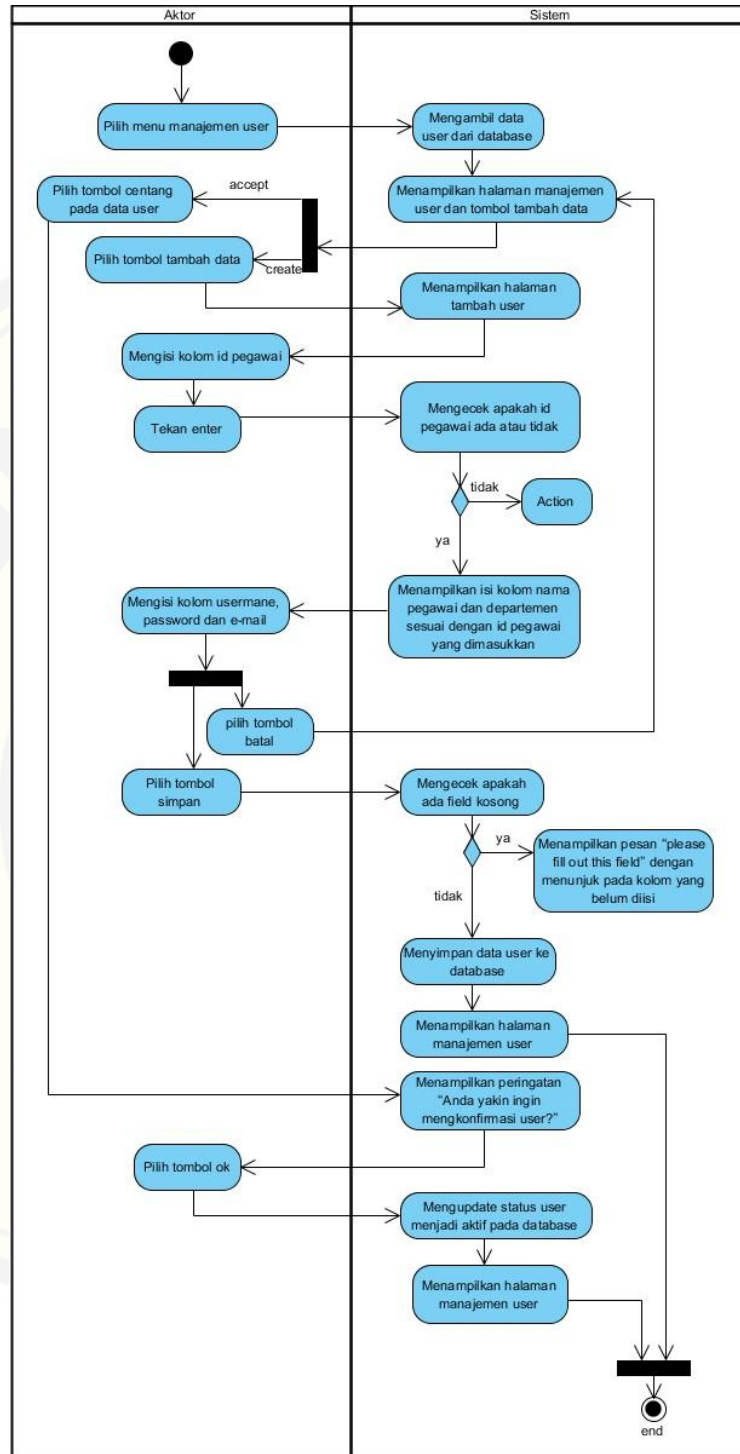 Aktor
Sistem
Pilih menu manajemen user
Mengambil data
user dari database
Pilih tombol centang
pada data user
accept
Menampilkan halaman manajemen
user dan tombol tambah data
Pilih tombol tambah data
create
Menampilkan halaman
tambah user
Mengisi kolom id pegawai
Tekan enter
Mengecek apakah id
pegawai ada atau tidak
tidak
Action
ya
Mengisi kolom usermane,
password dan e-mail
Menampilkan isi kolom nama
pegawai dan departemen
sesuai dengan id pegawai
yang dimasukkan
pilih tombol
batal
Pilih tombol
simpan
Mengecek apakah
ada field kosong
ya
Menampilkan pesan "please
fill out this field" dengan
menunjuk pada kolom yang
belum diisi
tidak
Menyimpan data user ke
database
Menampilkan halaman
manajemen user
Menampilkan peringatan
"Anda yakin ingin
mengkonfirmasi user?"
Pilih tombol ok
Mengupdate status user
menjadi aktif pada database
Menampilkan halaman
manajemen user
end